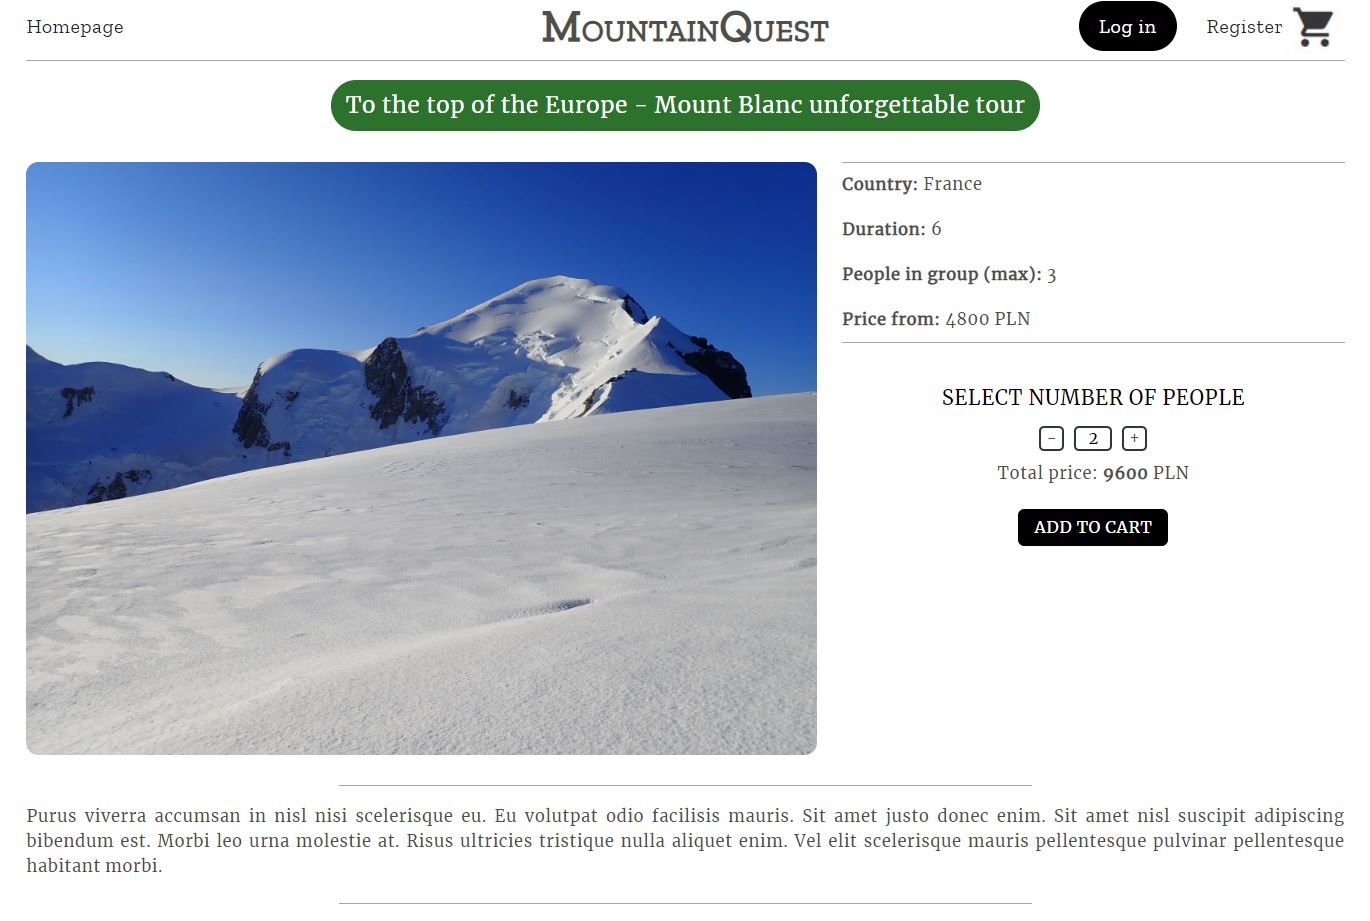 Homepage
MountainQuest
Log in
Register
To the top of the Europe - Mount Blanc unforgettable tour
Country: France
Duration: 6
People in group (max): 3
Price from: 4800 PLN
SELECT NUMBER OF PEOPLE
- 2 +
Total price: 9600 PLN
ADD TO CART
Purus viverra accumsan in nisl nisi scelerisque eu. Eu volutpat odio facilisis mauris. Sit amet justo donec enim. Sit amet nisl suscipit adipiscing
bibendum est. Morbi leo urna molestie at. Risus ultricies tristique nulla aliquet enim. Vel elit scelerisque mauris pellentesque pulvinar pellentesque
habitant morbi.